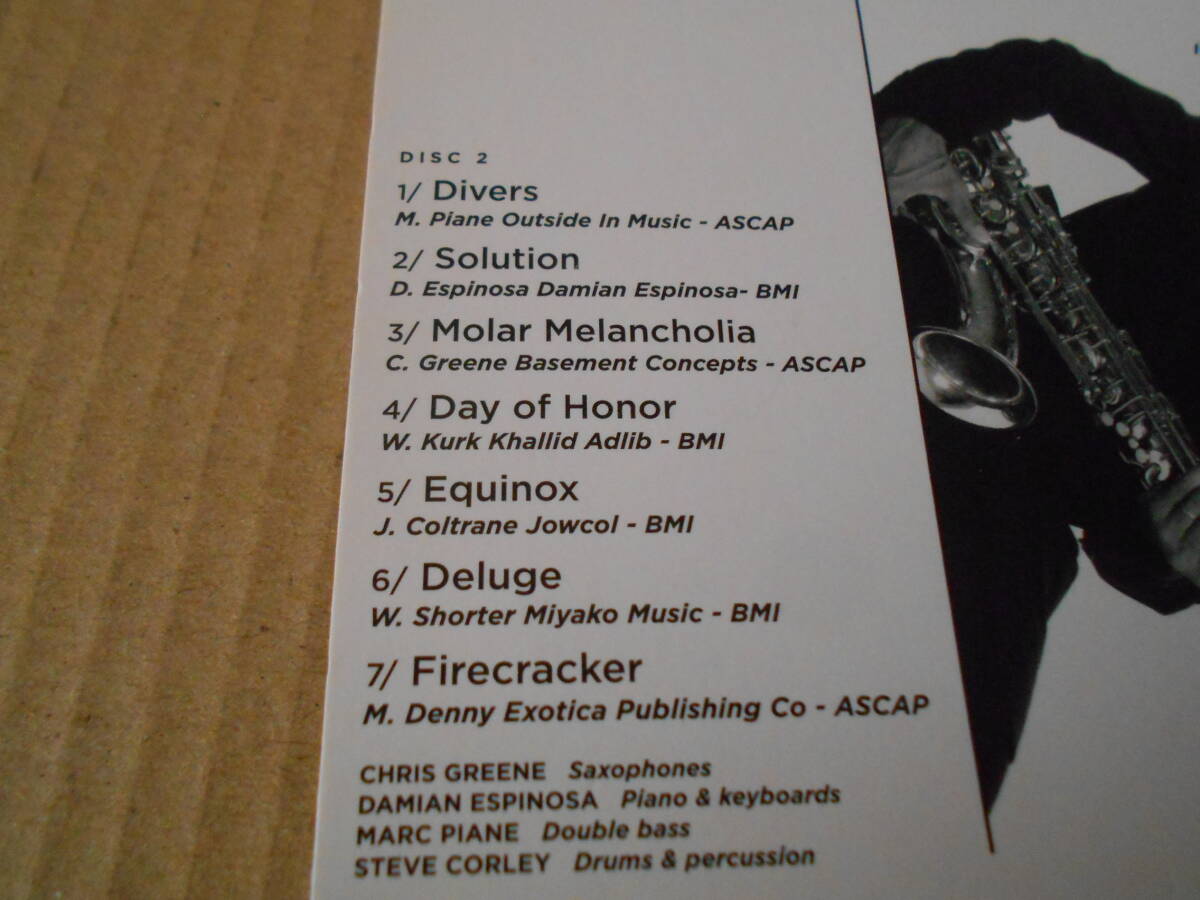 DISC 2
1/ Divers
M. Piane Outside In Music - ASCAP
2/ Solution
D. Espinosa Damian Espinosa- BMI
3/ Molar Melancholia
C. Greene Basement Concepts - ASCAP
4/ Day of Honor
W. Kurk Khallid Adlib - BMI
5/ Equinox
J. Coltrane Jowcol - BMI
6/ Deluge
W. Shorter Miyako Music - BMI
7/ Firecracker
M. Denny Exotica Publishing Co - ASCAP
CHRIS GREENE Saxophones
DAMIAN ESPINOSA Piano & keyboards
MARC PIANE Double bass
STEVE CORLEY Drums & percussion